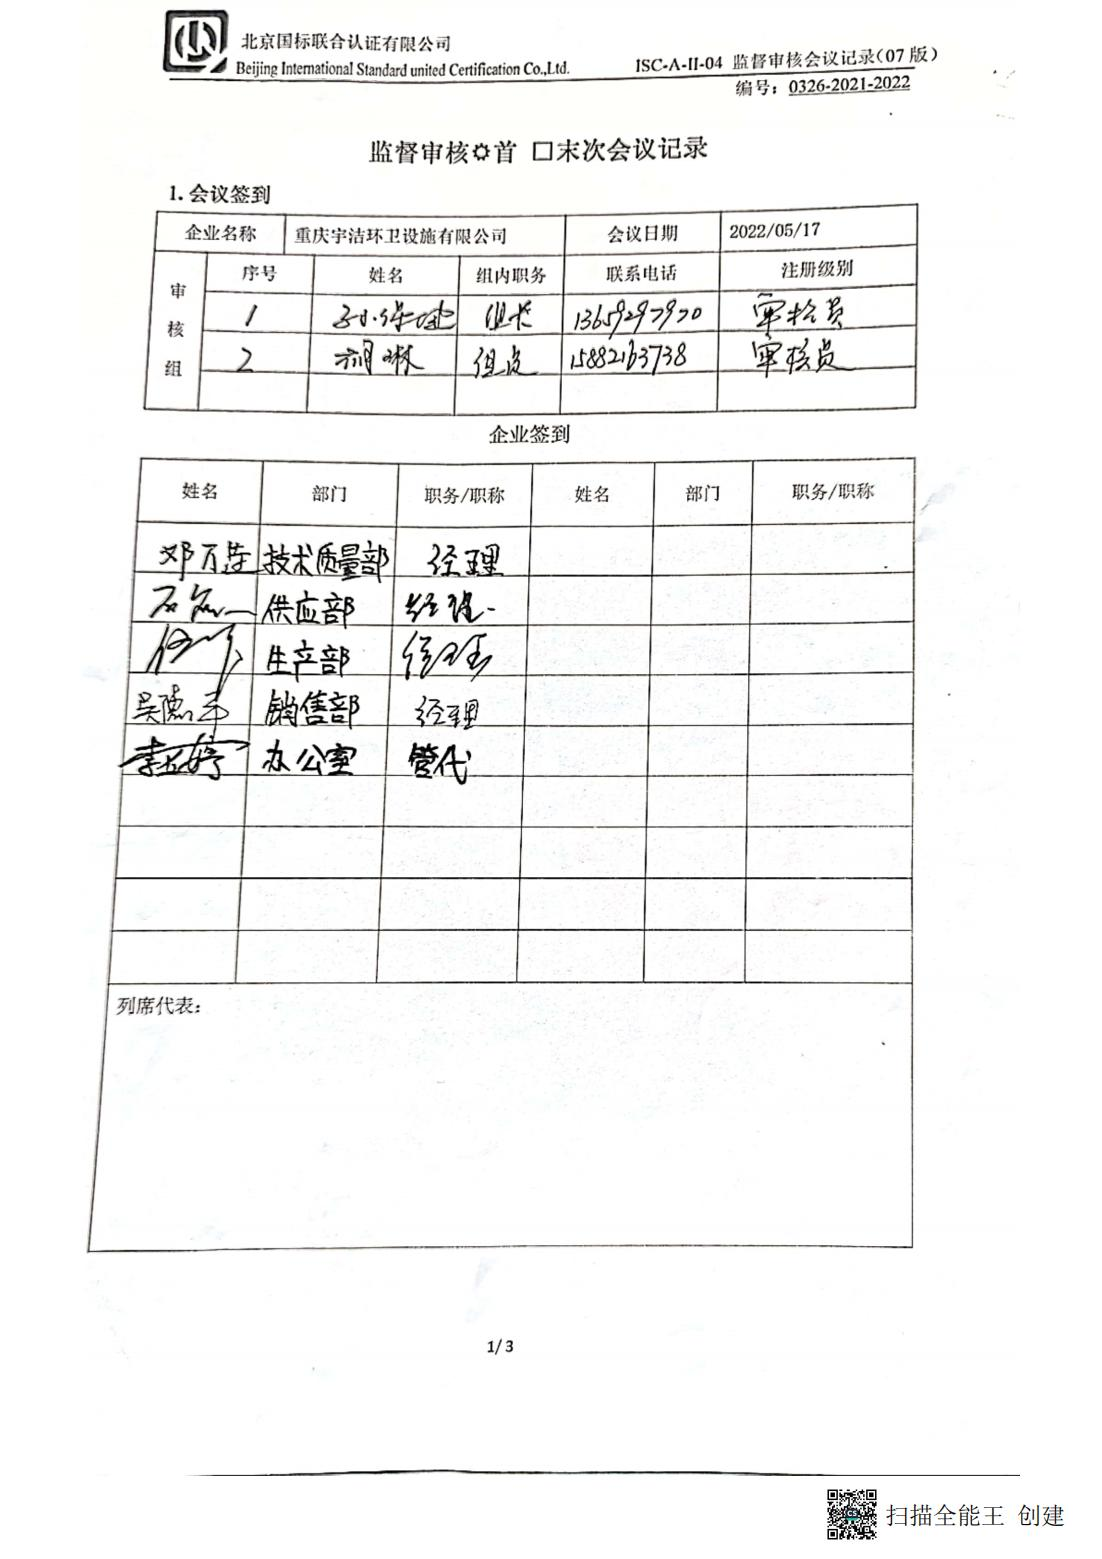 北京国标联合认证有限公司
Beijing International Standard united Certification Co.,Ltd.
ISC-A-II-04 监督审核会议记录(07版)
编号：0326-2021-2022
监督审核✡首 口末次会议记录
1. 会议签到
企业名称 重庆宇洁环卫设施有限公司 会议日期 2022/05/17
审核组 序号 姓名 组内职务 联系电话 注册级别
1 组长 审核员
2 胡琳 组员 15882163738 审核员
企业签到
姓名 部门 职务/职称 姓名 部门 职务/职称
邓万 技术质量部 经理
供应部 经理
生产部 经理
吴德 销售部 经理
李 婷 办公室 管代
列席代表：
1/3
扫描全能王 创建